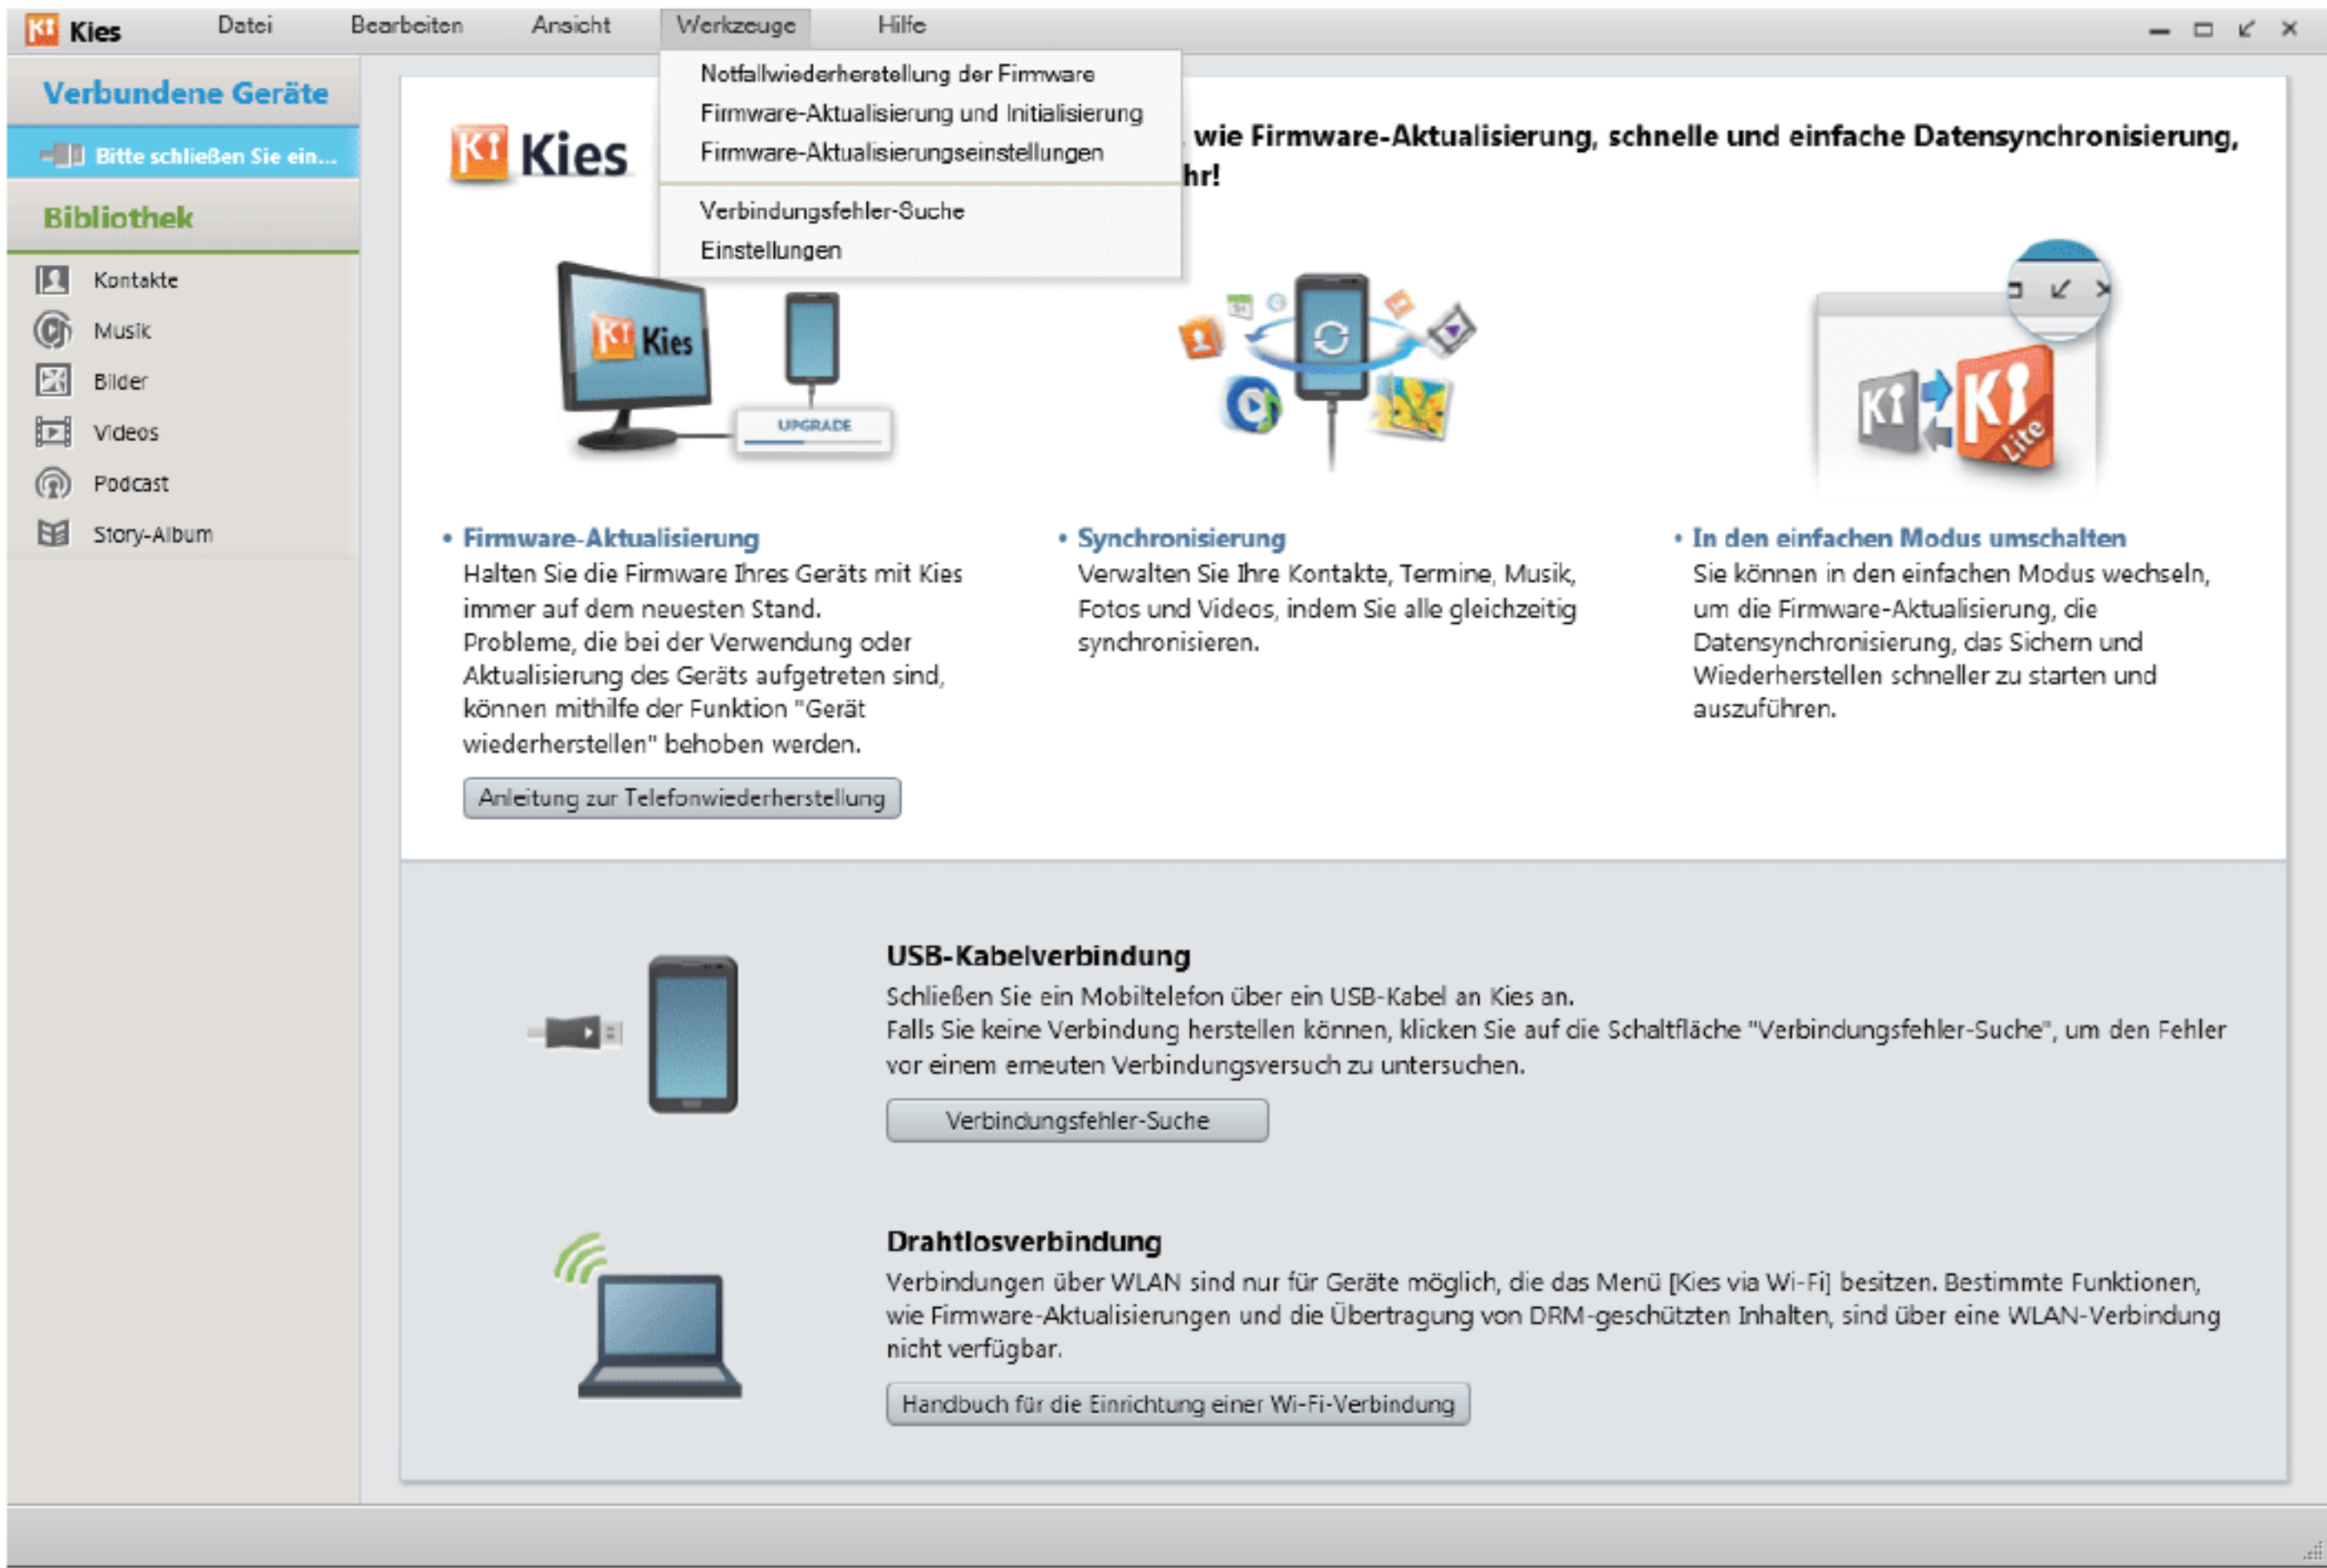 Kies Datei Bearbeiten Ansicht Werkzeuge Hilfe
Verbundene Geräte
Bitte schließen Sie ein...
Bibliothek
Kontakte
Musik
Bilder
Videos
Podcast
Story-Album
Notfallwiederherstellung der Firmware
Firmware-Aktualisierung und Initialisierung
Firmware-Aktualisierungseinstellungen
Verbindungsfehler-Suche
Einstellungen
Kies
, wie Firmware-Aktualisierung, schnelle und einfache Datensynchronisierung,
hr!
Kies
UPGRADE
Lite
• Firmware-Aktualisierung
Halten Sie die Firmware Ihres Geräts mit Kies
immer auf dem neuesten Stand.
Probleme, die bei der Verwendung oder
Aktualisierung des Geräts aufgetreten sind,
können mithilfe der Funktion "Gerät
wiederherstellen" behoben werden.
Anleitung zur Telefonwiederherstellung
• Synchronisierung
Verwalten Sie Ihre Kontakte, Termine, Musik,
Fotos und Videos, indem Sie alle gleichzeitig
synchronisieren.
• In den einfachen Modus umschalten
Sie können in den einfachen Modus wechseln,
um die Firmware-Aktualisierung, die
Datensynchronisierung, das Sichern und
Wiederherstellen schneller zu starten und
auszuführen.
USB-Kabelverbindung
Schließen Sie ein Mobiltelefon über ein USB-Kabel an Kies an.
Falls Sie keine Verbindung herstellen können, klicken Sie auf die Schaltfläche "Verbindungsfehler-Suche", um den Fehler
vor einem erneuten Verbindungsversuch zu untersuchen.
Verbindungsfehler-Suche
Drahtlosverbindung
Verbindungen über WLAN sind nur für Geräte möglich, die das Menü [Kies via Wi-Fi] besitzen. Bestimmte Funktionen,
wie Firmware-Aktualisierungen und die Übertragung von DRM-geschützten Inhalten, sind über eine WLAN-Verbindung
nicht verfügbar.
Handbuch für die Einrichtung einer Wi-Fi-Verbindung